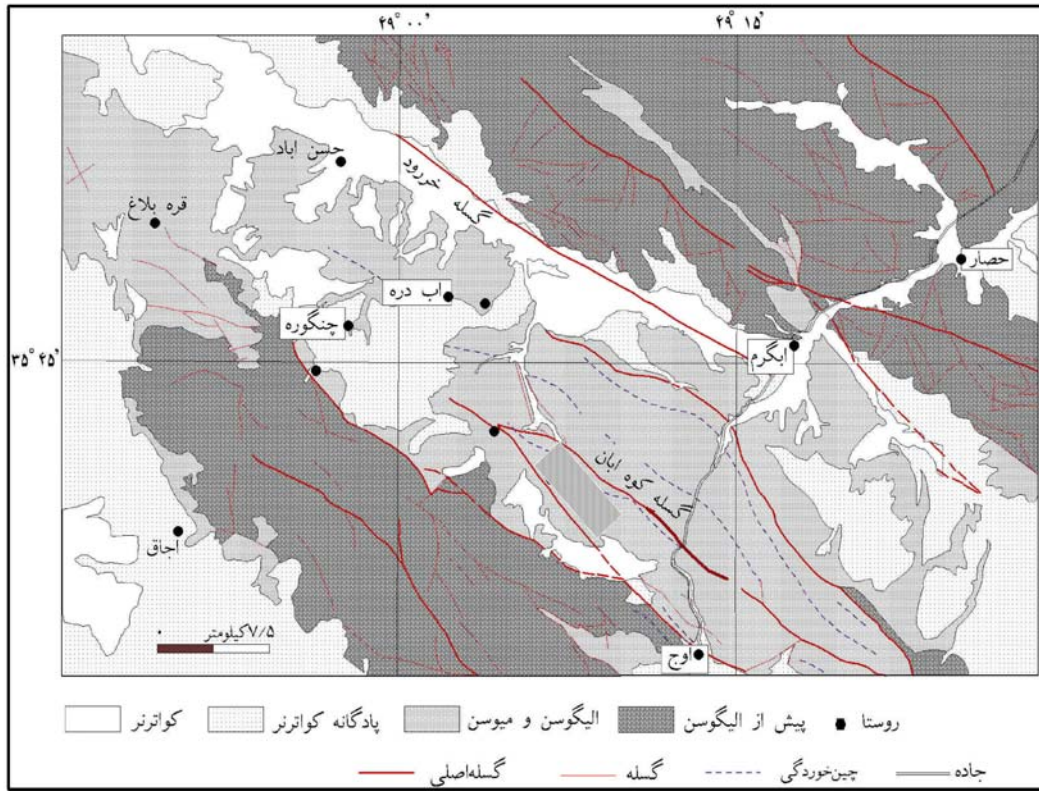 ۴۹° ۰۰'
۴۹° ۱۵'
حسن اباد
گسله خررود
قره بلاغ
حصار
اب دره
چنگوره
۳۵° ۴۵'
ابگرم
گسله کوه ابان
اجاق
۷/۵کیلومتر
۰
اوج
روستا
پیش از الیگوسن
الیگوسن و میوسن
پادگانه کواترنر
کواترنر
جاده
چین‌خوردگی
گسله
گسله‌اصلی